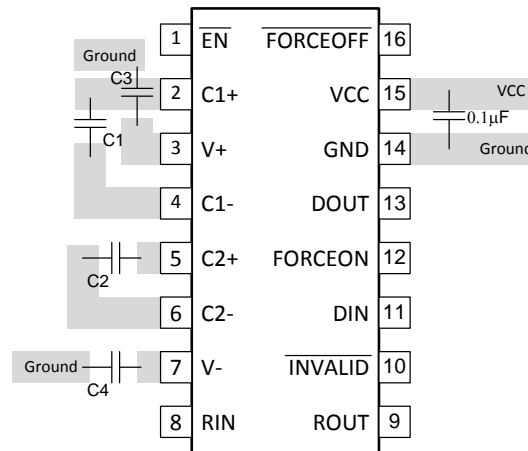 1 EN FORCEOFF 16
Ground
C3
2 C1+ VCC 15 VCC
C1 0.1µF
3 V+ GND 14 Ground
4 C1- DOUT 13
5 C2+ FORCEON 12
C2
6 C2- DIN 11
Ground 7 V- INVALID 10
C4
8 RIN ROUT 9